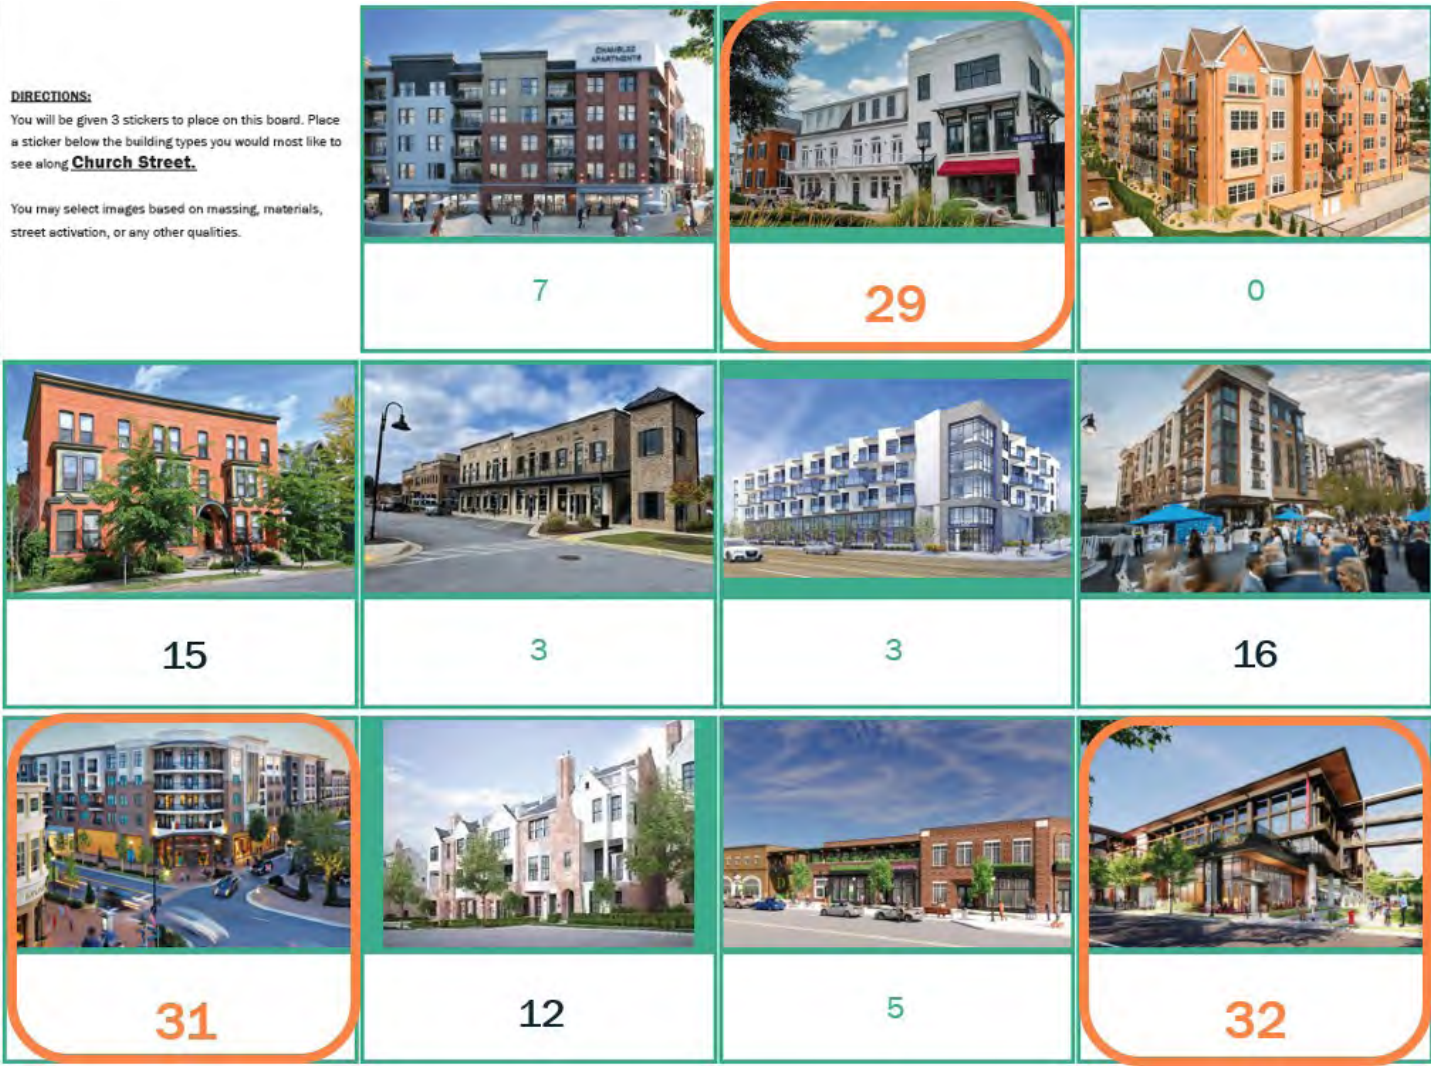 DIRECTIONS:
You will be given 3 stickers to place on this board. Place
a sticker below the building types you would most like to
see along Church Street.
You may select images based on massing, materials,
street activation, or any other qualities.
CHAMBLEE
APARTMENTS
7
29
0
15
3
3
16
31
12
5
32